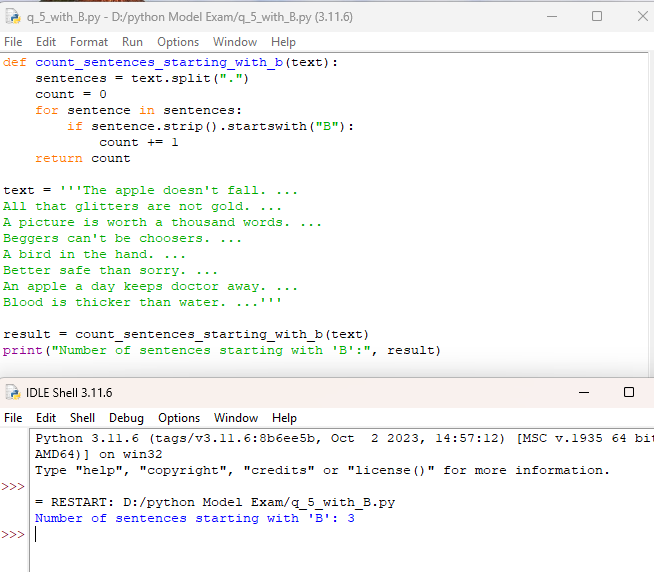 q_5_with_B.py - D:/python Model Exam/q_5_with_B.py (3.11.6)
File Edit Format Run Options Window Help
def count_sentences_starting_with_b(text):
    sentences = text.split(".")
    count = 0
    for sentence in sentences:
        if sentence.strip().startswith("B"):
            count += 1
    return count

text = '''The apple doesn't fall. ...
All that glitters are not gold. ...
A picture is worth a thousand words. ...
Beggers can't be choosers. ...
A bird in the hand. ...
Better safe than sorry. ...
An apple a day keeps doctor away. ...
Blood is thicker than water. ...'''

result = count_sentences_starting_with_b(text)
print("Number of sentences starting with 'B':", result)
IDLE Shell 3.11.6
File Edit Shell Debug Options Window Help
Python 3.11.6 (tags/v3.11.6:8b6ee5b, Oct  2 2023, 14:57:12) [MSC v.1935 64 bit
AMD64)] on win32
Type "help", "copyright", "credits" or "license()" for more information.
>>>
= RESTART: D:/python Model Exam/q_5_with_B.py
Number of sentences starting with 'B': 3
>>>